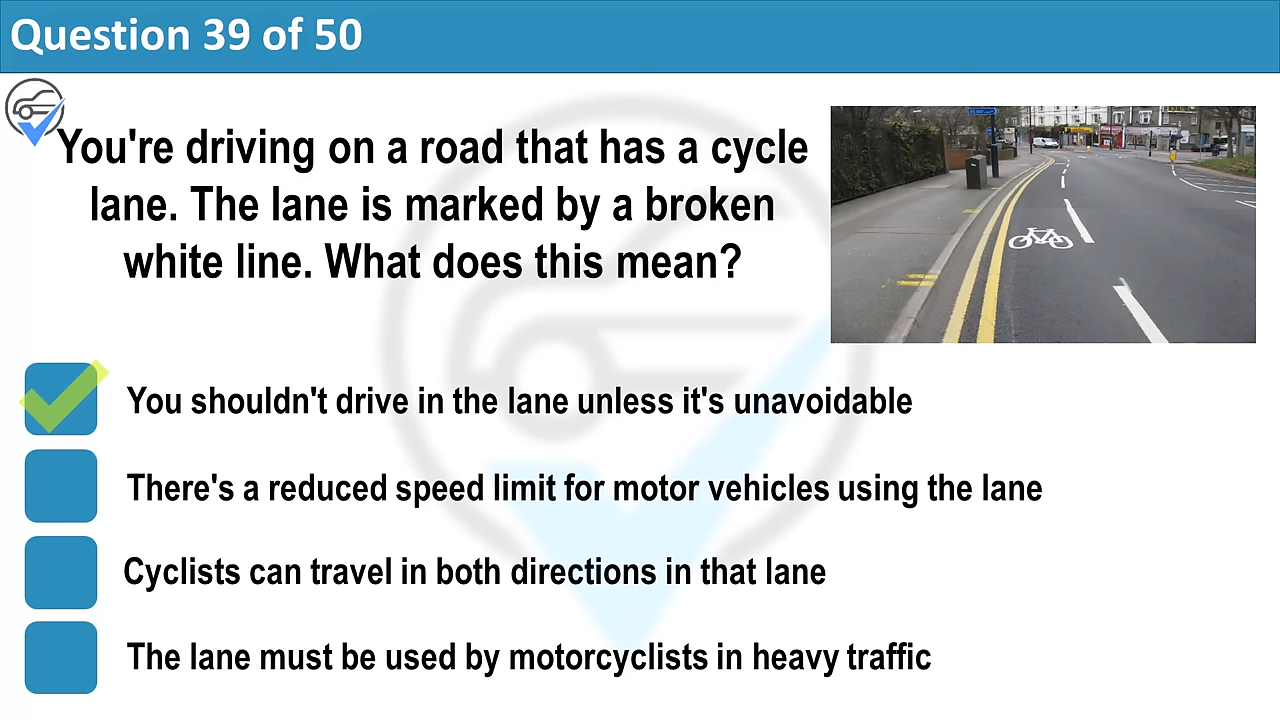 Question 39 of 50
You're driving on a road that has a cycle
lane. The lane is marked by a broken
white line. What does this mean?
You shouldn't drive in the lane unless it's unavoidable
There's a reduced speed limit for motor vehicles using the lane
Cyclists can travel in both directions in that lane
The lane must be used by motorcyclists in heavy traffic